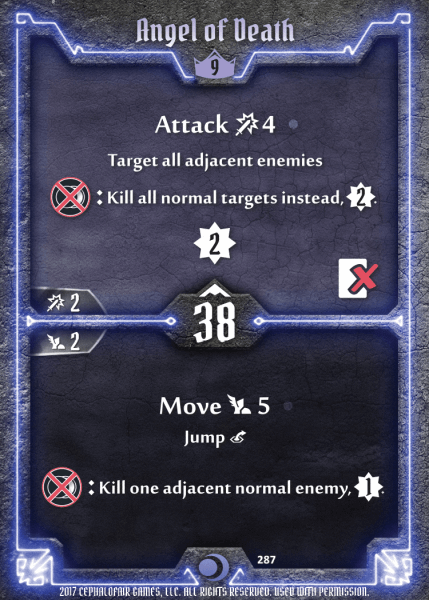 Angel of Death
9
Attack 4
Target all adjacent enemies
: Kill all normal targets instead, 2.
2
2
38
2
Move 5
Jump
: Kill one adjacent normal enemy, 1.
287
2017 CEPHALOFAIR GAMES, LLC. ALL RIGHTS RESERVED. USED WITH PERMISSION.